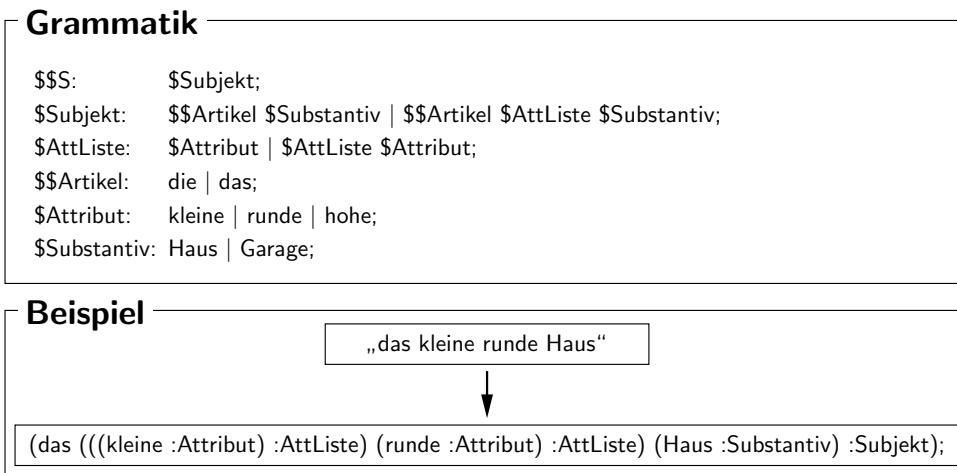 Grammatik
$$S: $Subjekt;
$Subjekt: $$Artikel $Substantiv | $$Artikel $AttListe $Substantiv;
$AttListe: $Attribut | $AttListe $Attribut;
$$Artikel: die | das;
$Attribut: kleine | runde | hohe;
$Substantiv: Haus | Garage;
Beispiel
„das kleine runde Haus“
(das (((kleine :Attribut) :AttListe) (runde :Attribut) :AttListe) (Haus :Substantiv) :Subjekt);